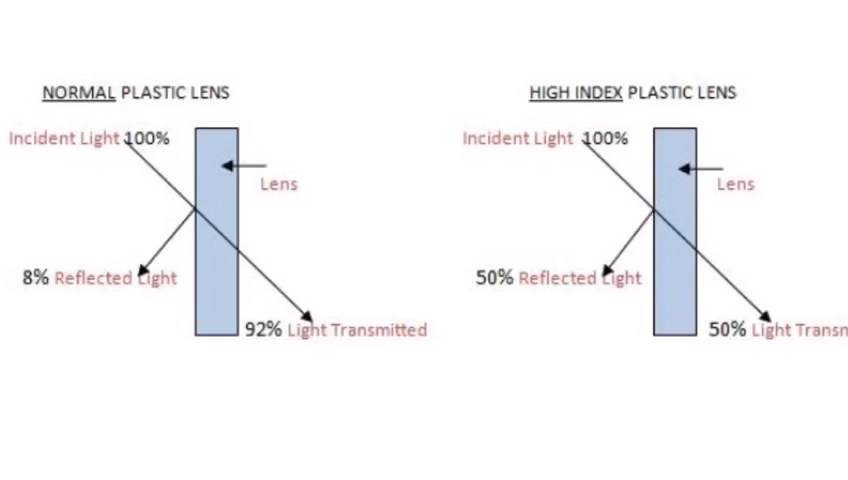 NORMAL PLASTIC LENS
Incident Light 100%
Lens
8% Reflected Light
92% Light Transmitted
HIGH INDEX PLASTIC LENS
Incident Light 100%
Lens
50% Reflected Light
50% Light Transm